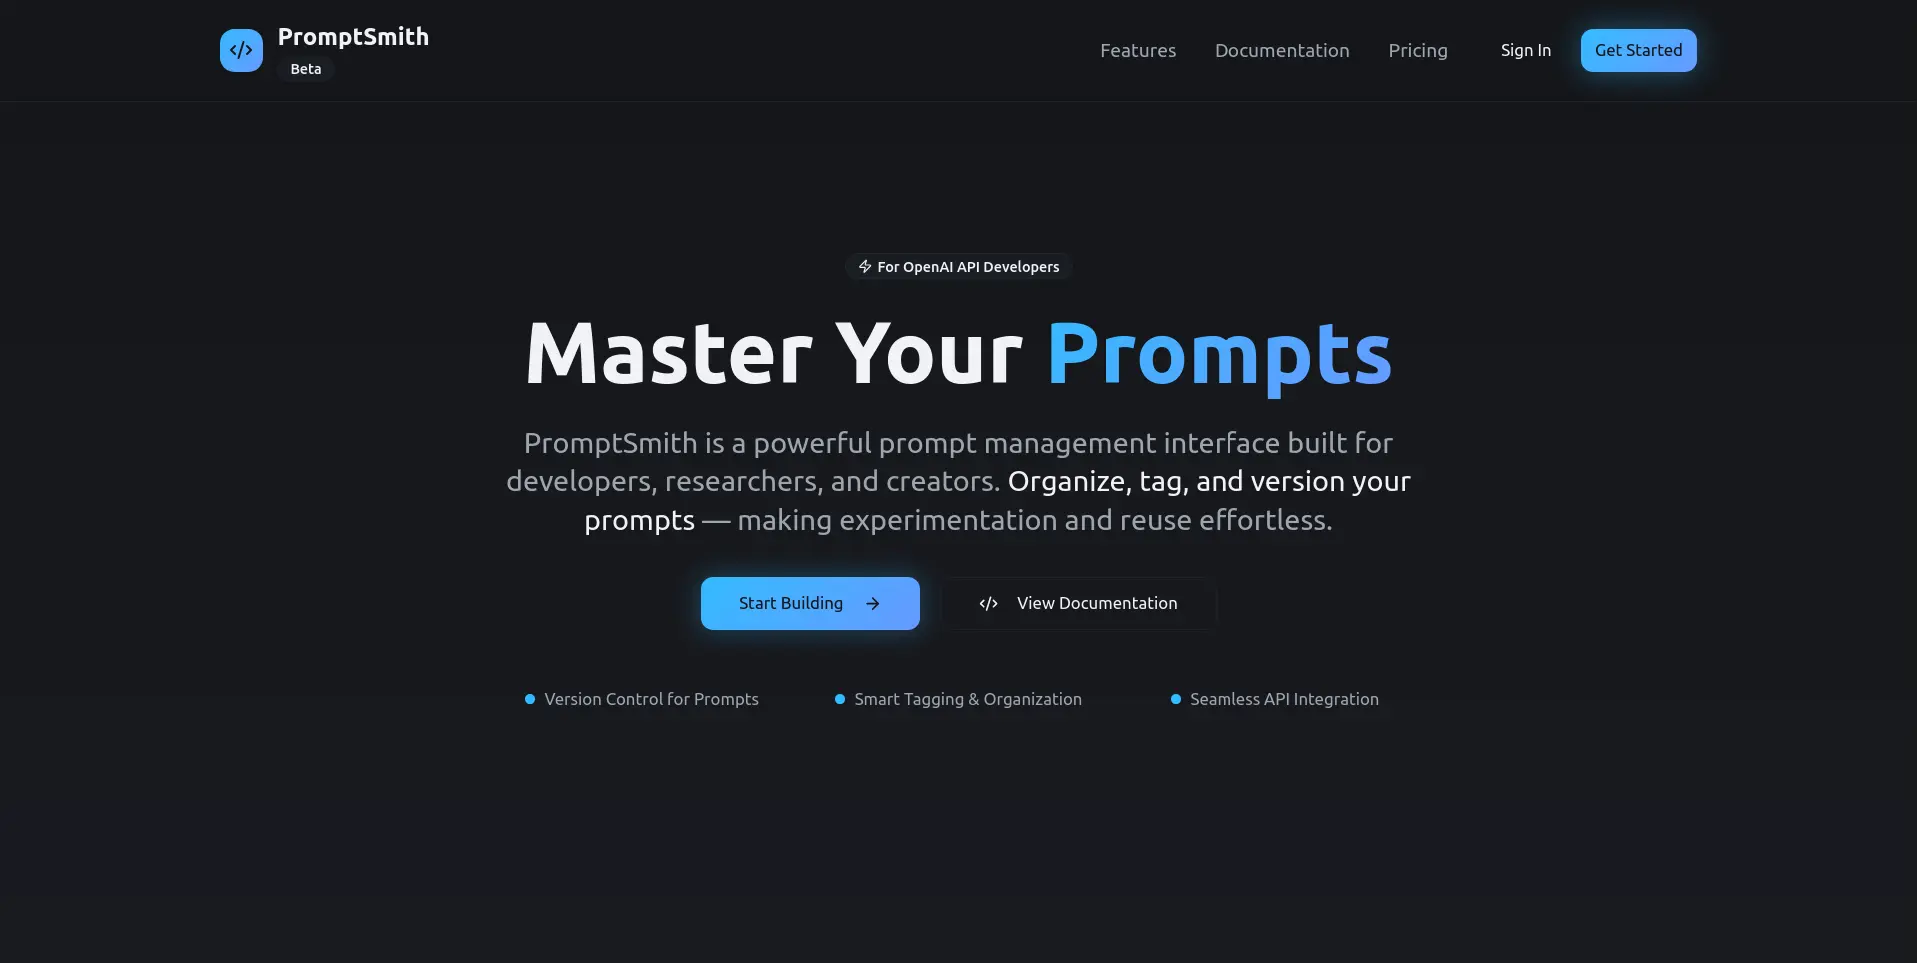 PromptSmith
Beta
Features
Documentation
Pricing
Sign In
Get Started
For OpenAI API Developers
Master Your Prompts
PromptSmith is a powerful prompt management interface built for
developers, researchers, and creators. Organize, tag, and version your
prompts — making experimentation and reuse effortless.
Start Building
View Documentation
Version Control for Prompts
Smart Tagging & Organization
Seamless API Integration